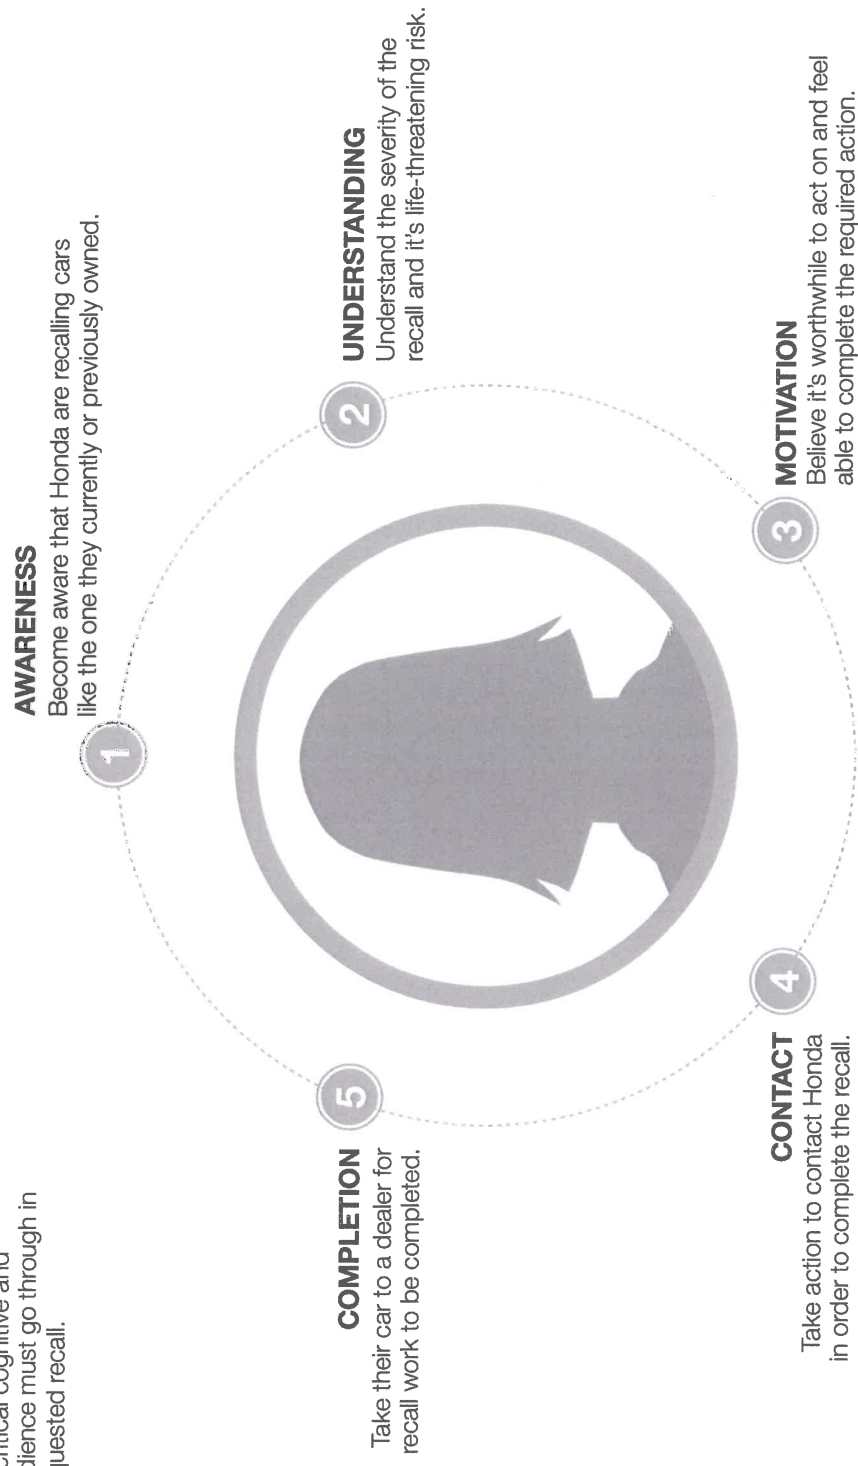 cognitive and
dience must go through in
uested recall.
1
AWARENESS
Become aware that Honda are recalling cars
like the one they currently or previously owned.
2
UNDERSTANDING
Understand the severity of the
recall and it's life-threatening risk.
3
MOTIVATION
Believe it's worthwhile to act on and feel
able to complete the required action.
4
CONTACT
Take action to contact Honda
in order to complete the recall.
5
COMPLETION
Take their car to a dealer for
recall work to be completed.